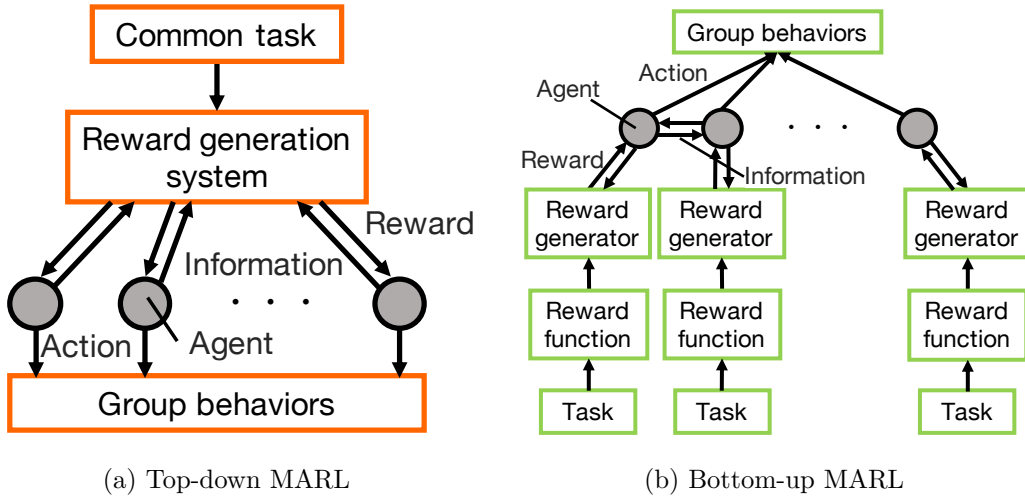 Common task
Reward generation
system
Reward
Information
. . .
Action
Agent
Group behaviors
(a) Top-down MARL
Group behaviors
Action
Agent
. . .
Reward
Information
Reward
generator
Reward
generator
Reward
generator
Reward
function
Reward
function
Reward
function
Task
Task
Task
(b) Bottom-up MARL